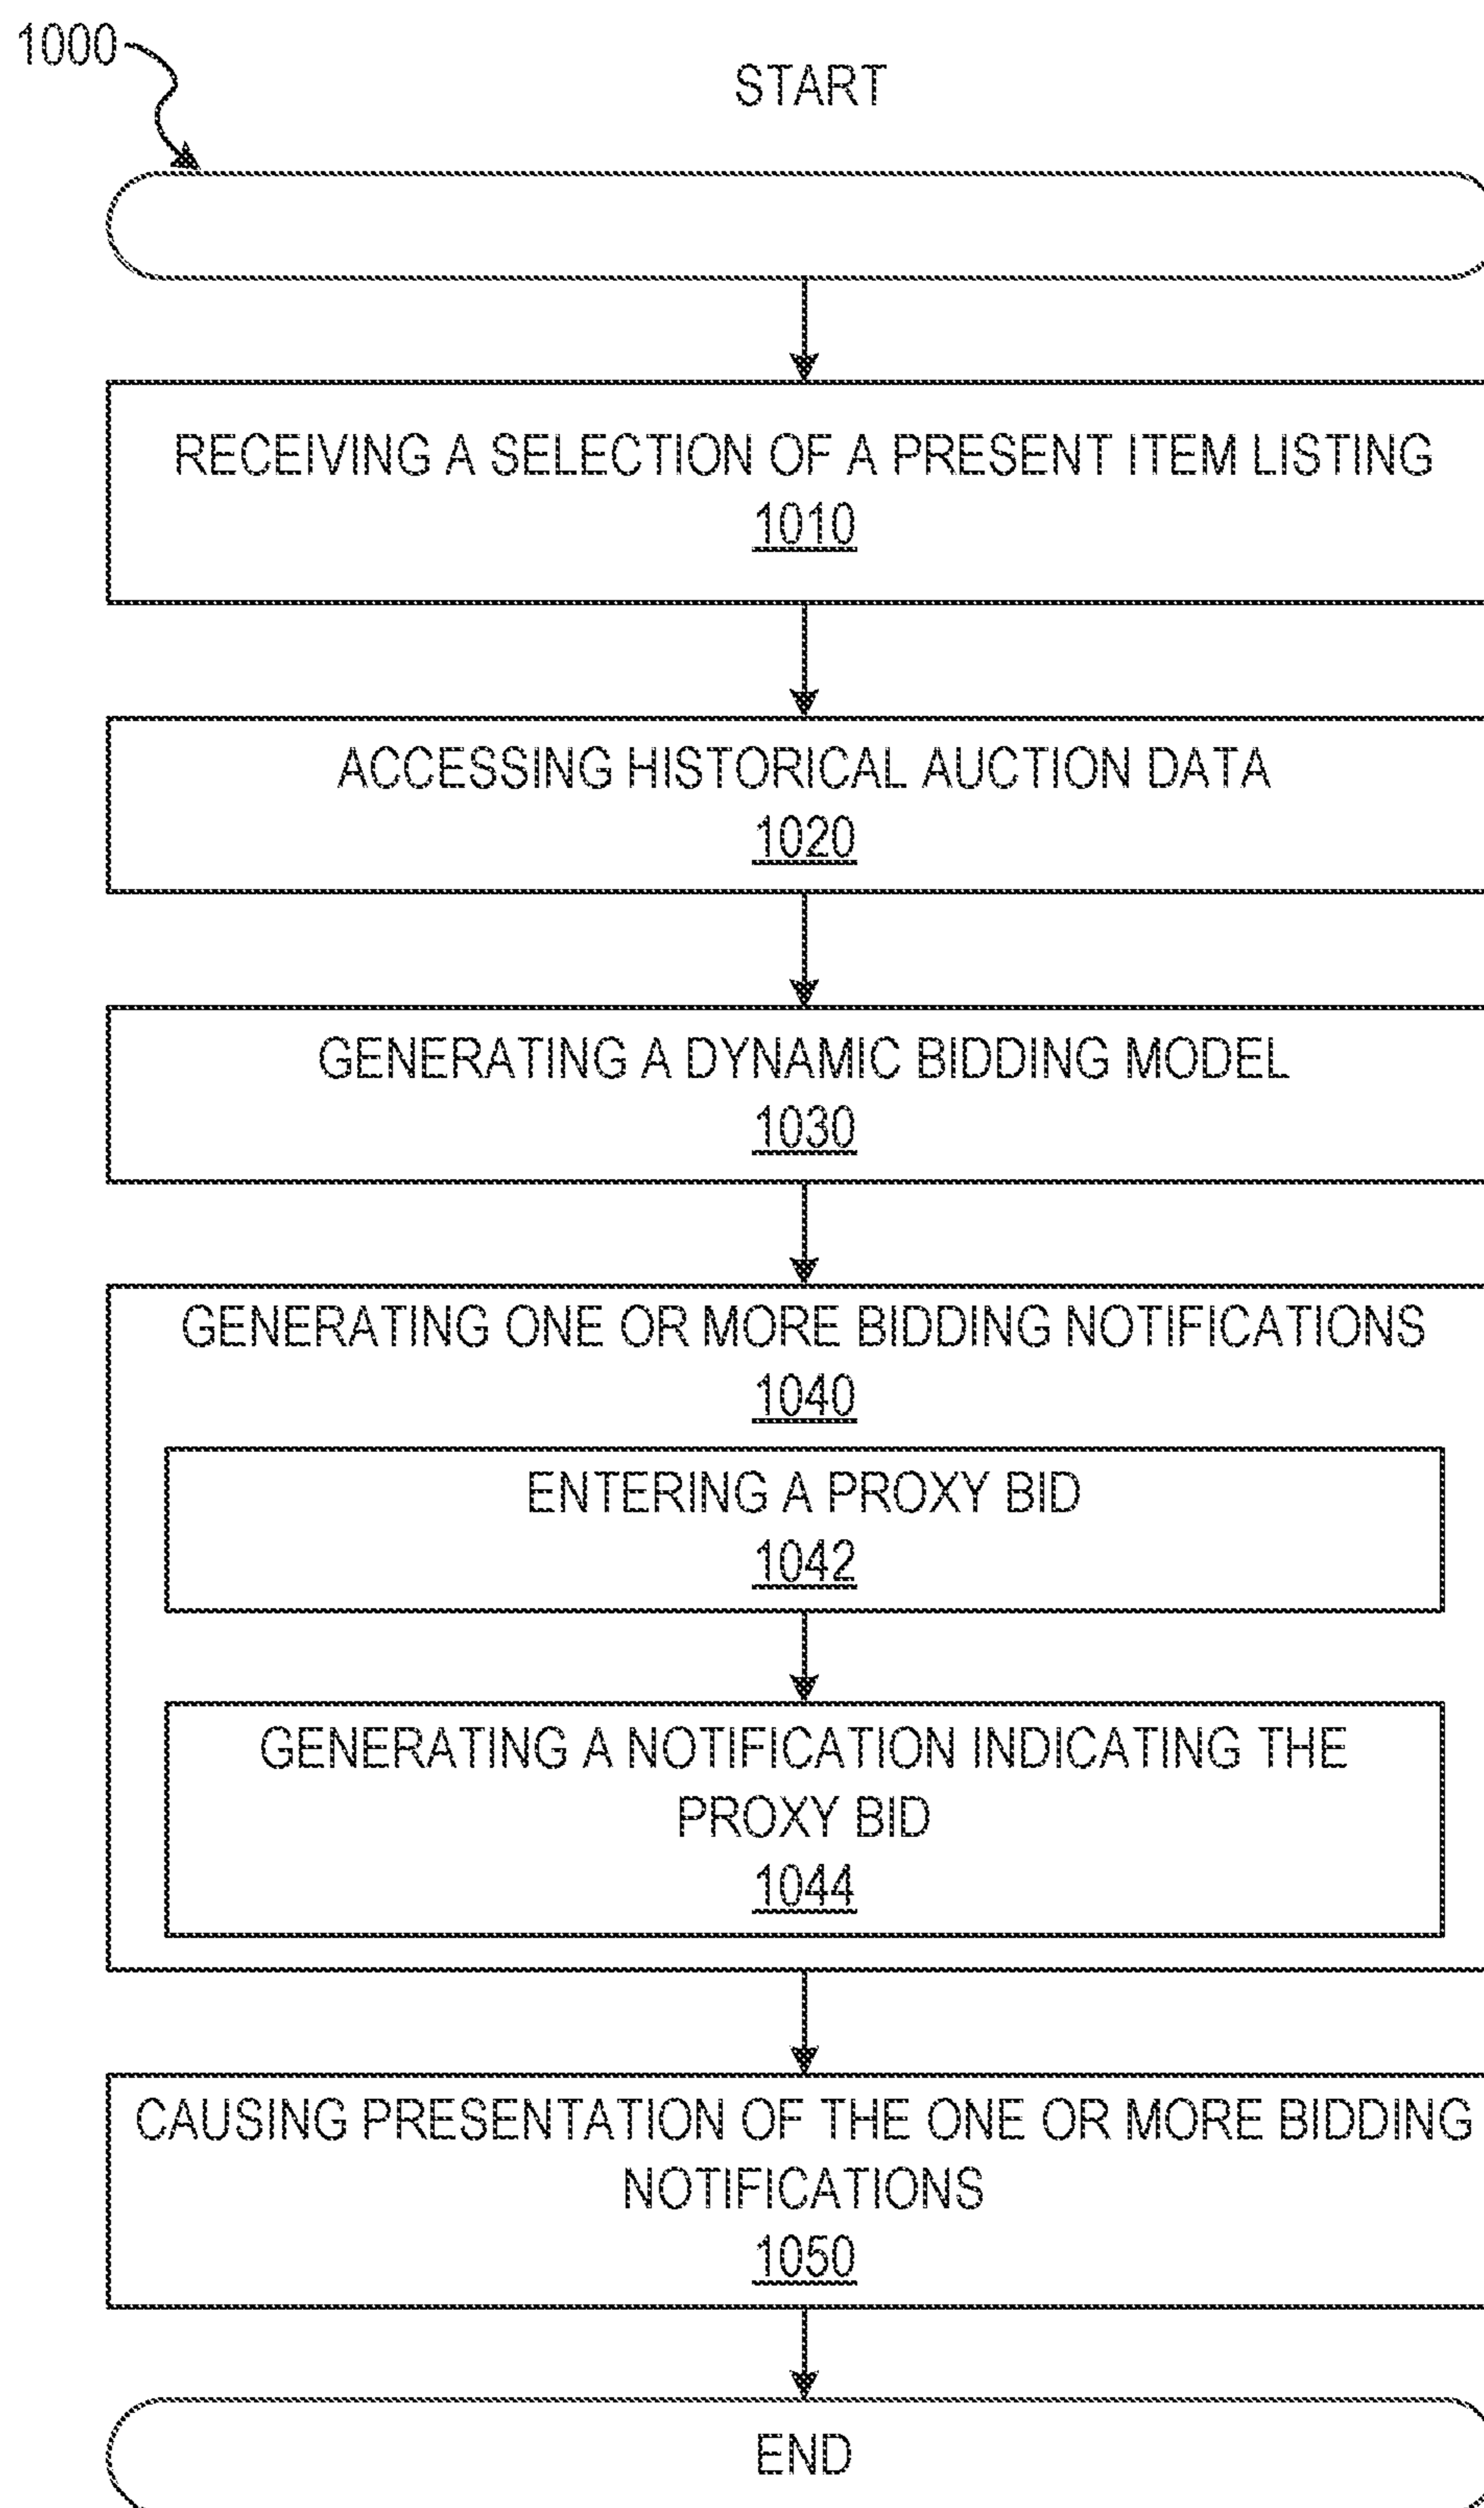 1000
START
RECEIVING A SELECTION OF A PRESENT ITEM LISTING
1010
ACCESSING HISTORICAL AUCTION DATA
1020
GENERATING A DYNAMIC BIDDING MODEL
1030
GENERATING ONE OR MORE BIDDING NOTIFICATIONS
1040
ENTERING A PROXY BID
1042
GENERATING A NOTIFICATION INDICATING THE
PROXY BID
1044
CAUSING PRESENTATION OF THE ONE OR MORE BIDDING
NOTIFICATIONS
1050
END